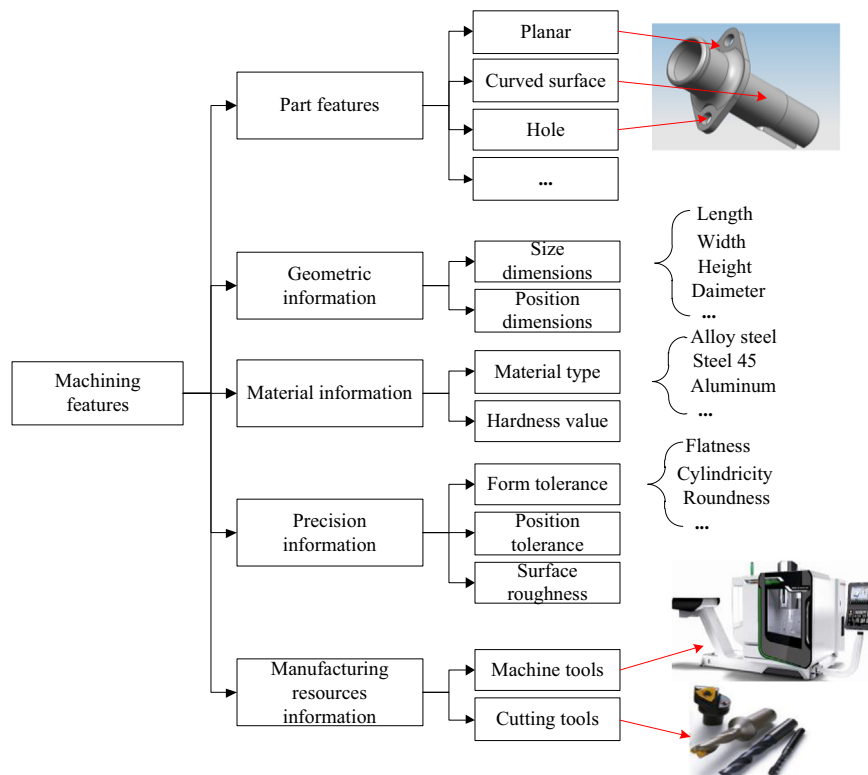 Machining
features
Part features
Planar
Curved surface
Hole
...
Geometric
information
Size
dimensions
Position
dimensions
Length
Width
Height
Daimeter
...
Material information
Material type
Hardness value
Alloy steel
Steel 45
Aluminum
...
Precision
information
Form tolerance
Position
tolerance
Surface
roughness
Flatness
Cylindricity
Roundness
...
Manufacturing
resources
information
Machine tools
Cutting tools